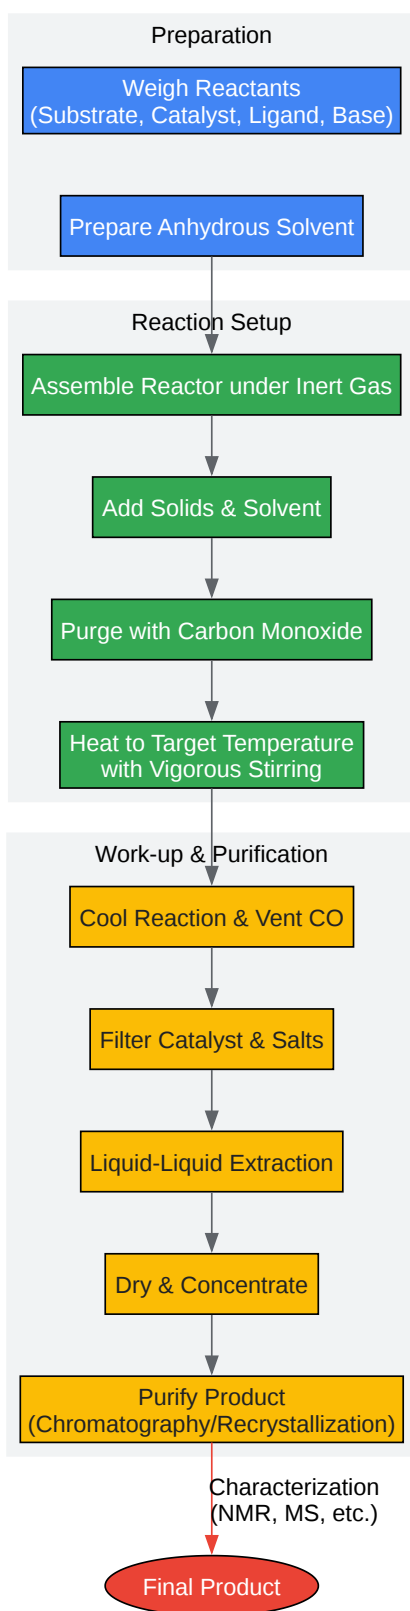 Preparation
Weigh Reactants
(Substrate, Catalyst, Ligand, Base)
Prepare Anhydrous Solvent
Reaction Setup
Assemble Reactor under Inert Gas
Add Solids & Solvent
Purge with Carbon Monoxide
Heat to Target Temperature
with Vigorous Stirring
Work-up & Purification
Cool Reaction & Vent CO
Filter Catalyst & Salts
Liquid-Liquid Extraction
Dry & Concentrate
Purify Product
(Chromatography/Recrystallization)
Characterization
(NMR, MS, etc.)
Final Product